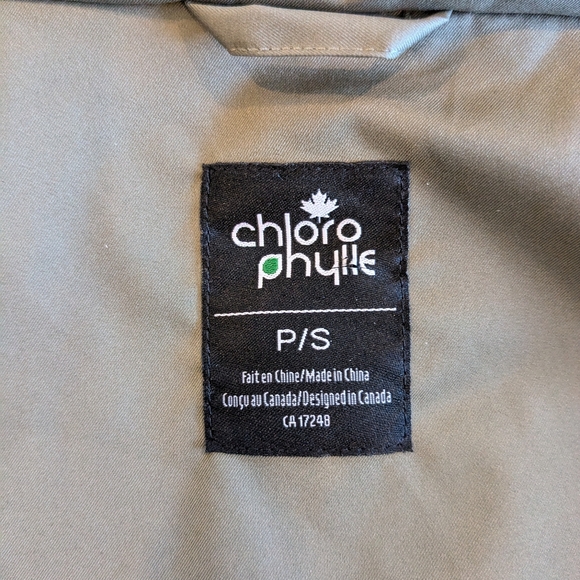 chloro
phylle
P/S
Fait en Chine/Made in China
Conçu au Canada/Designed in Canada
CA 17248